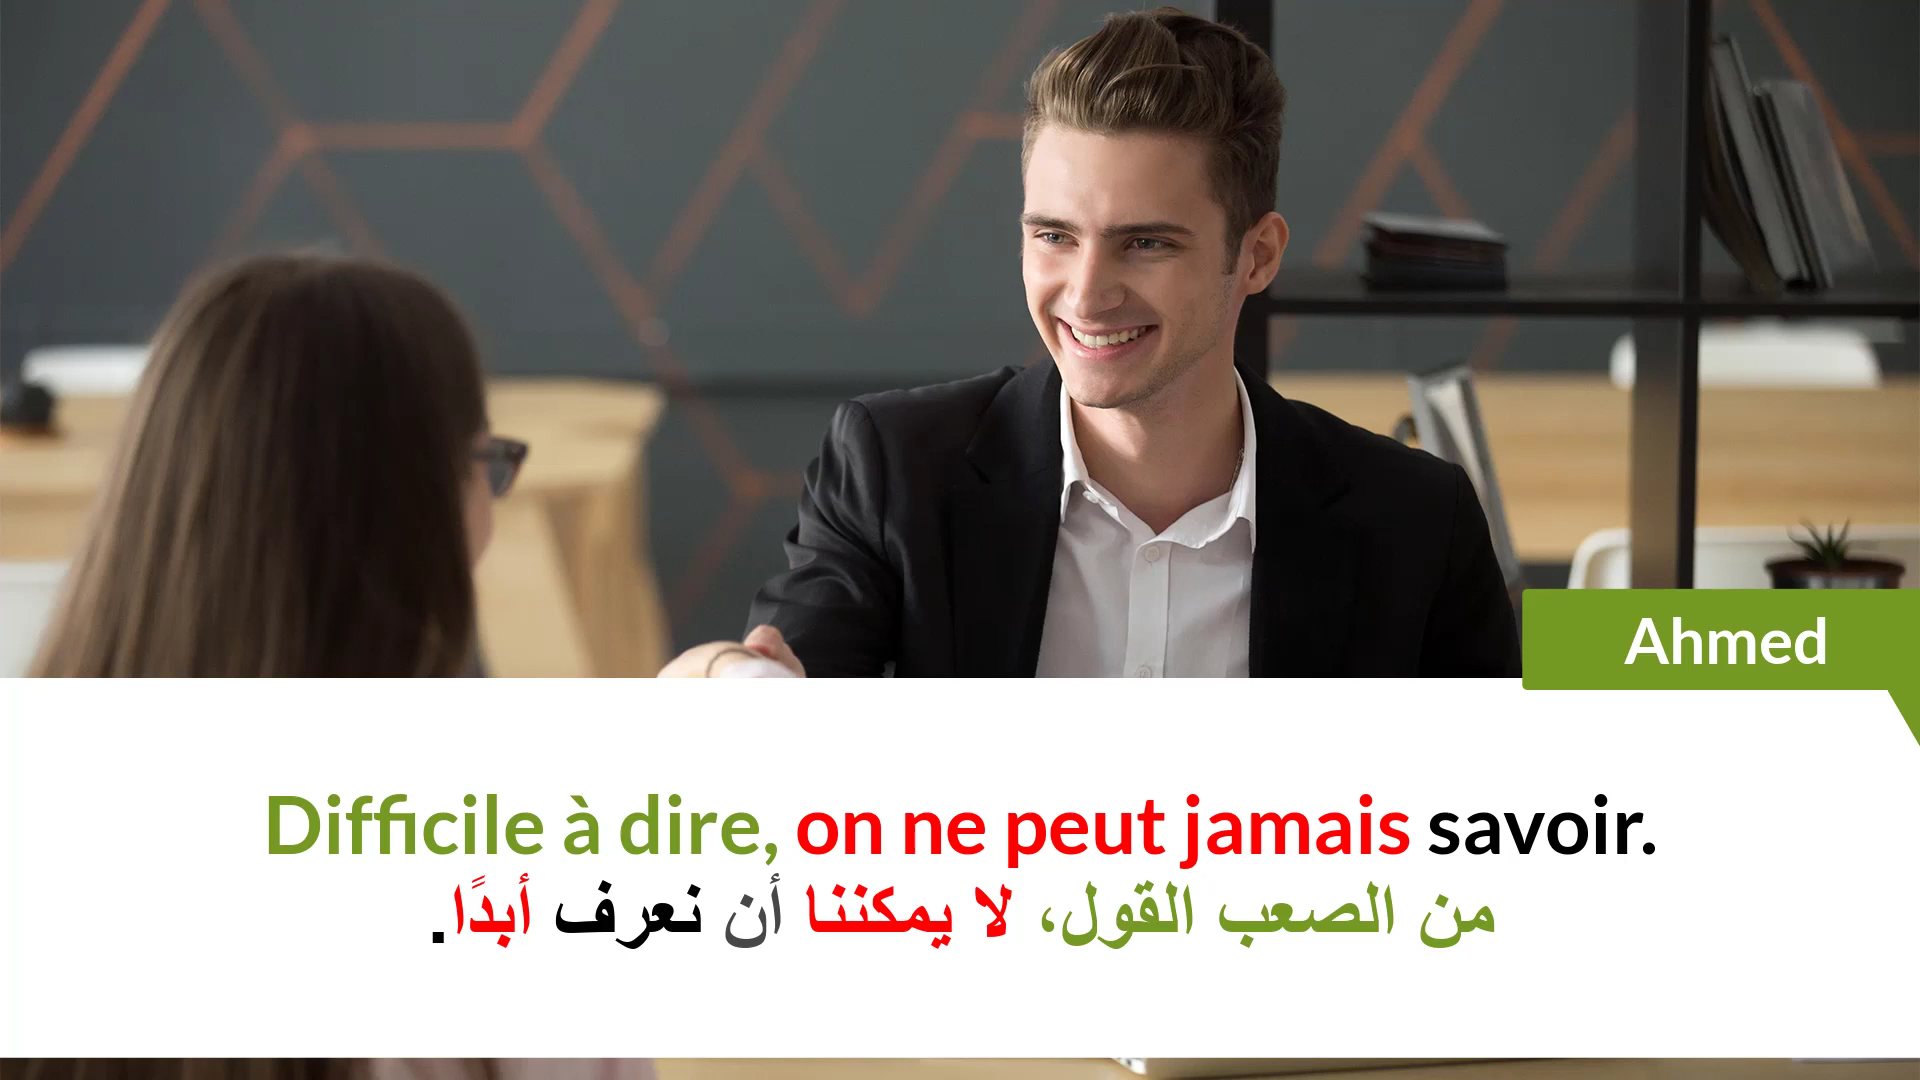 Ahmed
Difficile à dire, on ne peut jamais savoir.
من الصعب القول، لا يمكننا أن نعرف أبدًا.